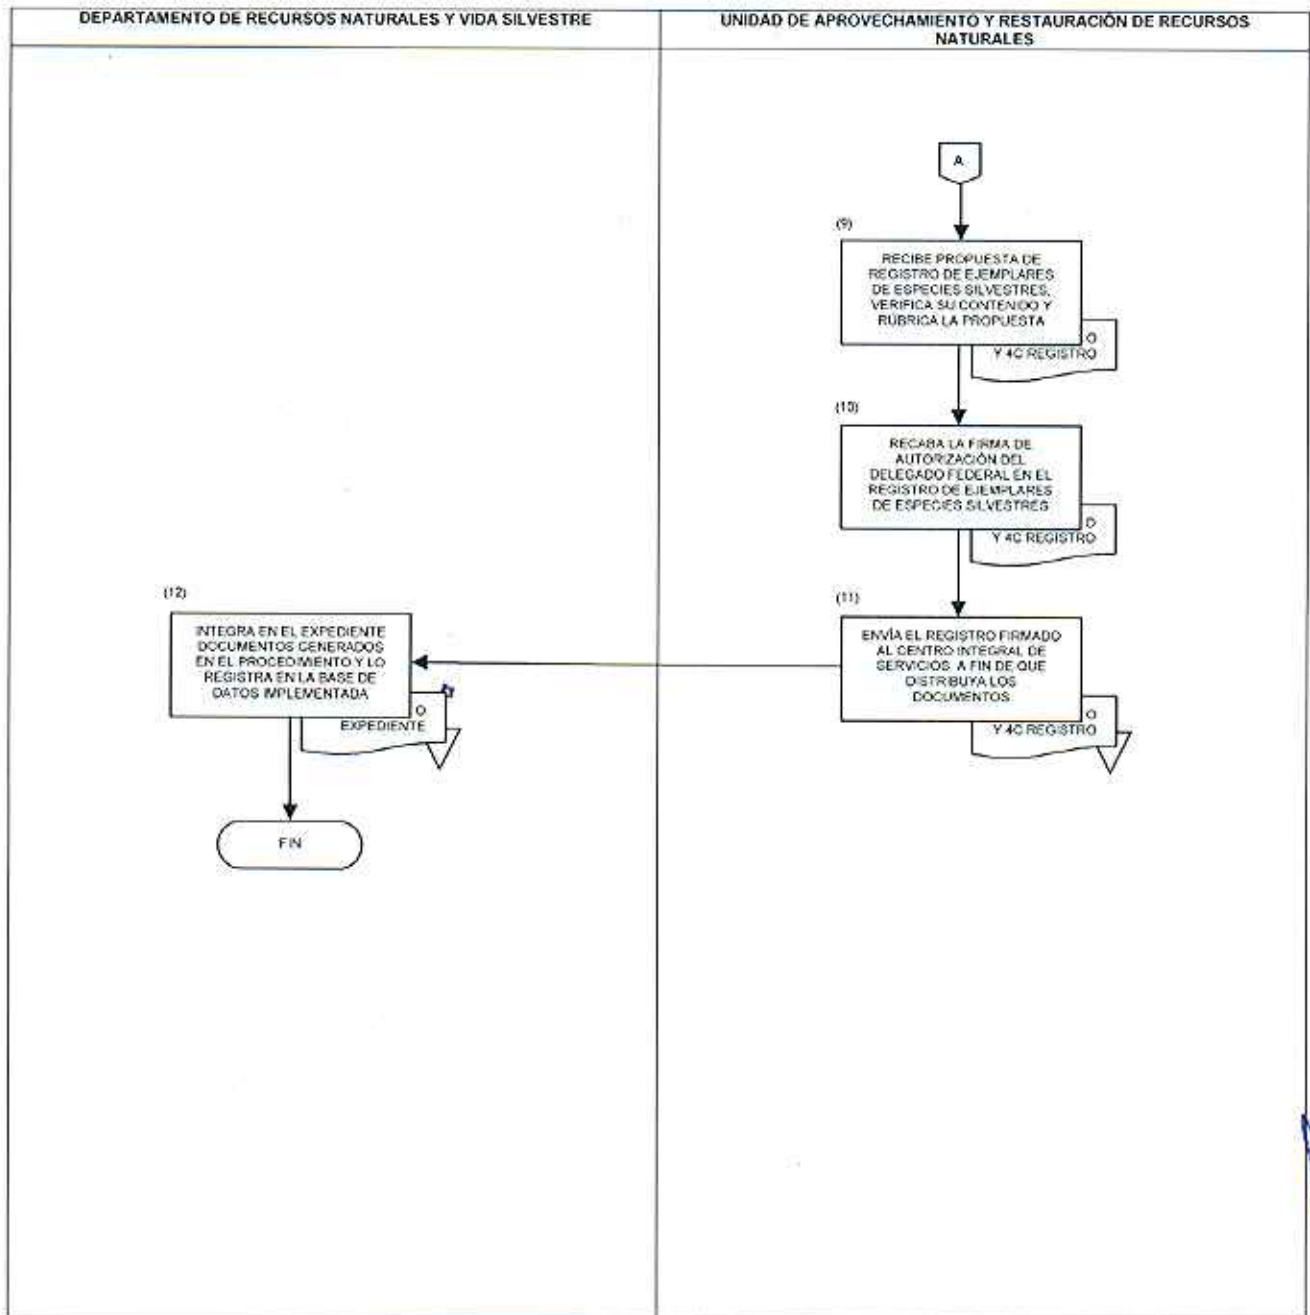 DEPARTAMENTO DE RECURSOS NATURALES Y VIDA SILVESTRE
UNIDAD DE APROVECHAMIENTO Y RESTAURACIÓN DE RECURSOS
NATURALES
A
(9)
RECIBE PROPUESTA DE
REGISTRO DE EJEMPLARES
DE ESPECIES SILVESTRES,
VERIFICA SU CONTENIDO Y
RÚBRICA LA PROPUESTA
O
Y 4C REGISTRO
(10)
RECABA LA FIRMA DE
AUTORIZACIÓN DEL
DELEGADO FEDERAL EN EL
REGISTRO DE EJEMPLARES
DE ESPECIES SILVESTRES
O
Y 4C REGISTRO
(11)
ENVÍA EL REGISTRO FIRMADO
AL CENTRO INTEGRAL DE
SERVICIOS A FIN DE QUE
DISTRIBUYA LOS
DOCUMENTOS
O
Y 4C REGISTRO
(12)
INTEGRA EN EL EXPEDIENTE
DOCUMENTOS GENERADOS
EN EL PROCEDIMIENTO Y LO
REGISTRA EN LA BASE DE
DATOS IMPLEMENTADA
O
EXPEDIENTE
FIN